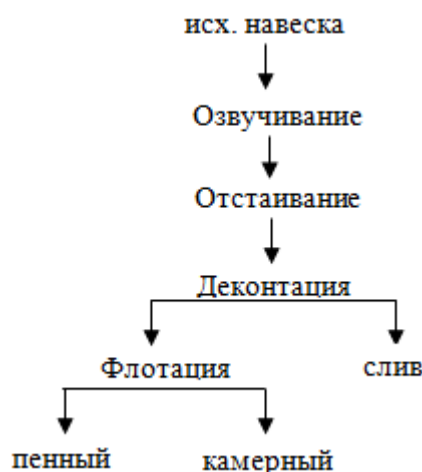 исх. навеска
Озвучивание
Отстаивание
Деконтация
Флотация
слив
пенный
камерный